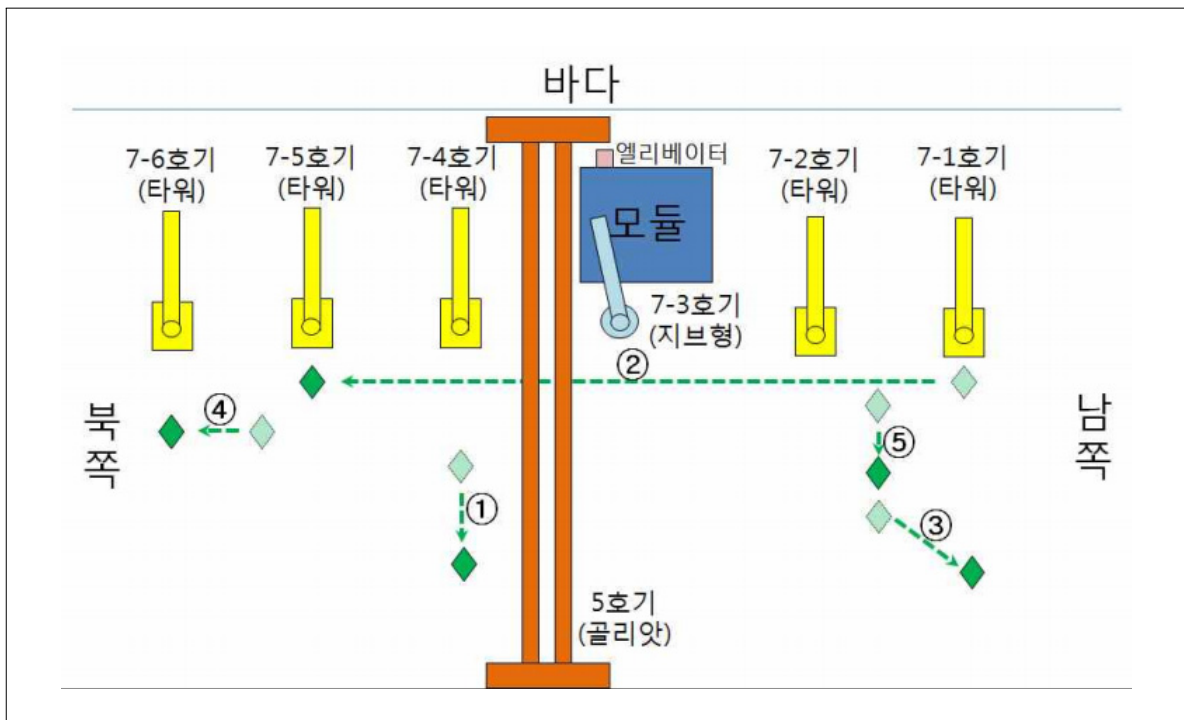 바다
7-6호기
(타워)
7-5호기
(타워)
7-4호기
(타워)
엘리베이터
모듈
7-2호기
(타워)
7-1호기
(타워)
7-3호기
(지브형)
②
북쪽
④
①
⑤
③
남쪽
5호기
(골리앗)